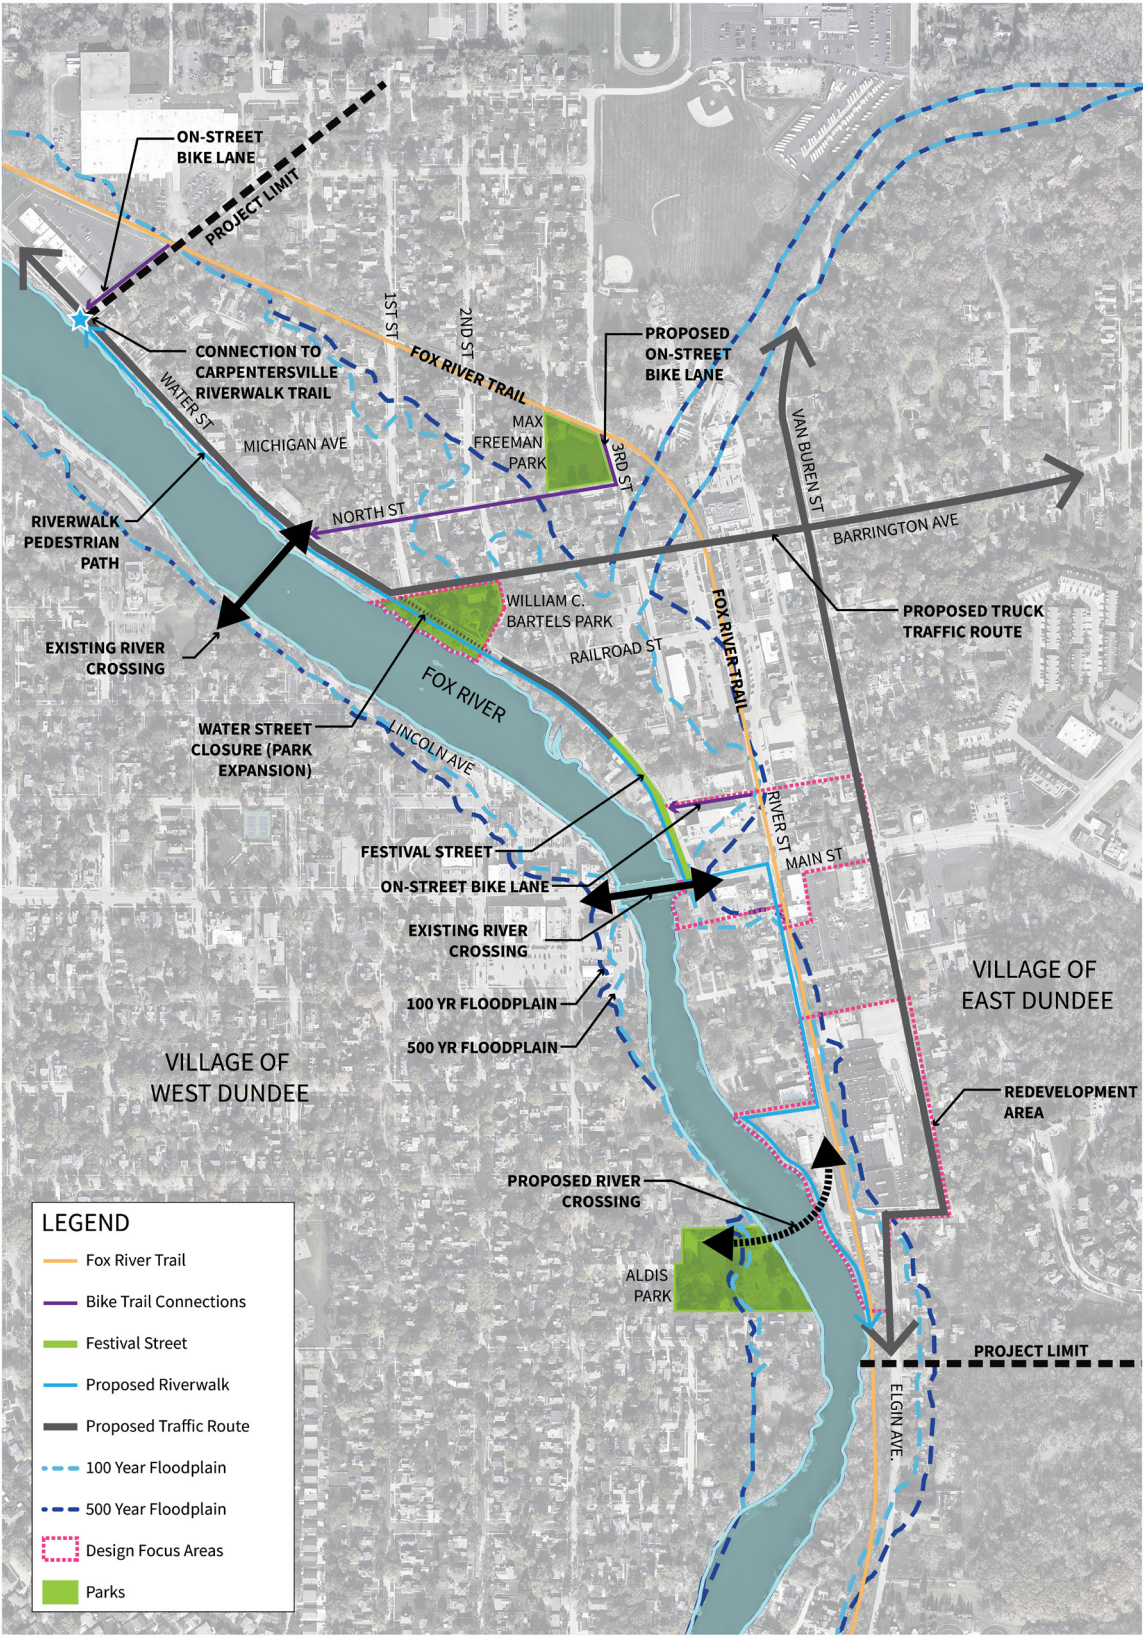 ON-STREET
BIKE LANE
PROJECT LIMIT
CONNECTION TO
CARPENTERSVILLE
RIVERWALK TRAIL
1ST ST
2ND ST
FOX RIVER TRAIL
PROPOSED
ON-STREET
BIKE LANE
WATER ST
MICHIGAN AVE
MAX
FREEMAN
PARK
3RD ST
VAN BUREN ST
NORTH ST
BARRINGTON AVE
RIVERWALK
PEDESTRIAN
PATH
WILLIAM C.
BARTELS PARK
FOX RIVER TRAIL
PROPOSED TRUCK
TRAFFIC ROUTE
EXISTING RIVER
CROSSING
RAILROAD ST
FOX RIVER
WATER STREET
CLOSURE (PARK
EXPANSION)
LINCOLN AVE
RIVER ST
FESTIVAL STREET
MAIN ST
ON-STREET BIKE LANE
EXISTING RIVER
CROSSING
VILLAGE OF
EAST DUNDEE
100 YR FLOODPLAIN
500 YR FLOODPLAIN
VILLAGE OF
WEST DUNDEE
REDEVELOPMENT
AREA
PROPOSED RIVER
CROSSING
ALDIS
PARK
PROJECT LIMIT
ELGIN AVE.
LEGEND
Fox River Trail
Bike Trail Connections
Festival Street
Proposed Riverwalk
Proposed Traffic Route
100 Year Floodplain
500 Year Floodplain
Design Focus Areas
Parks